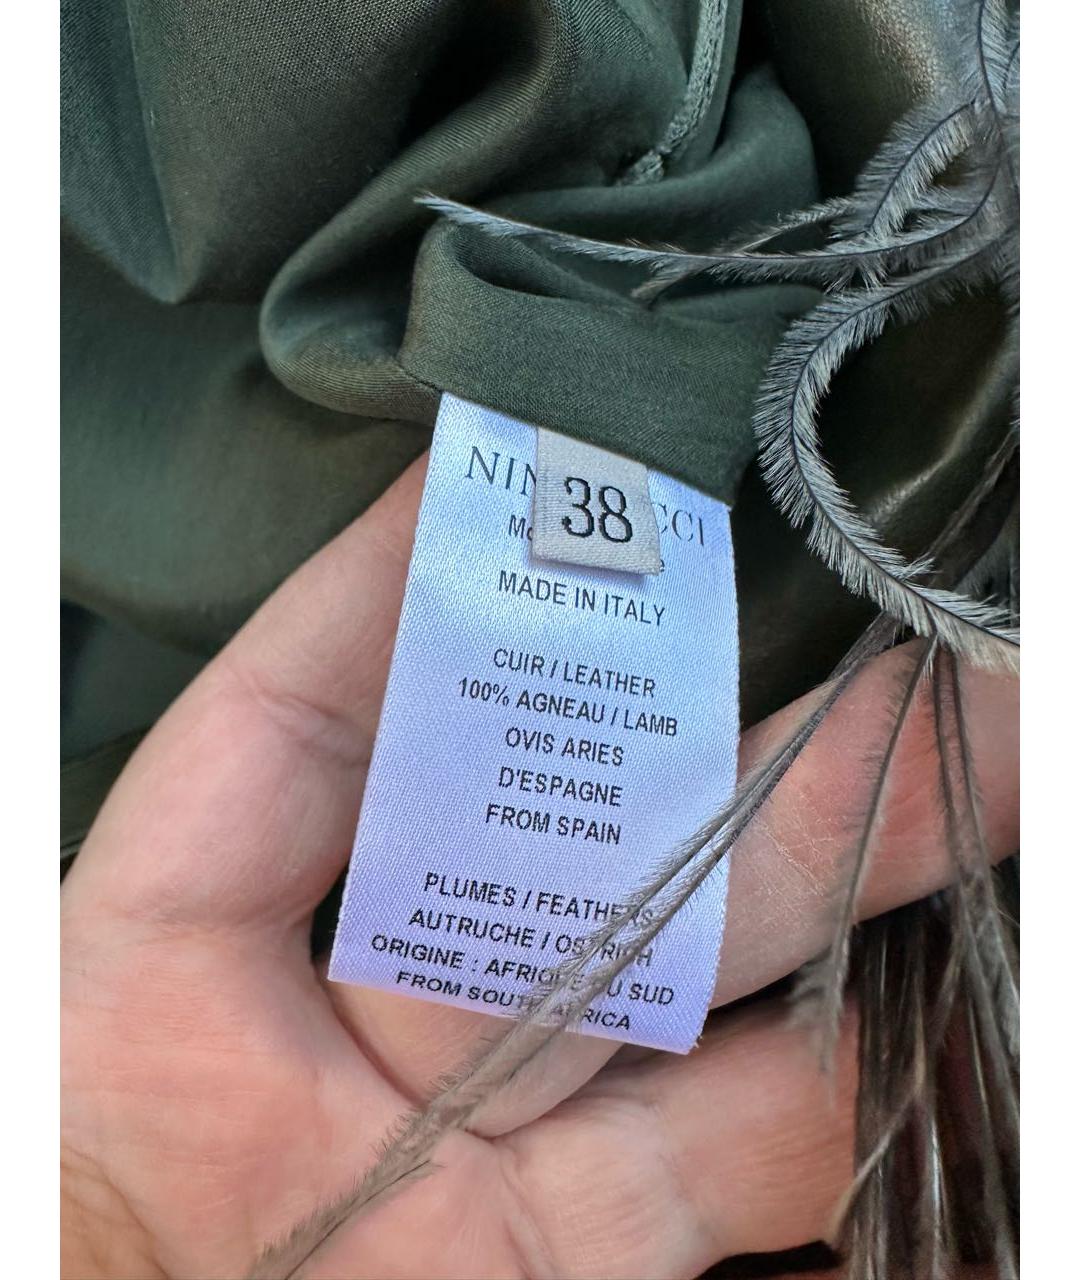 38
MADE IN ITALY
CUIR / LEATHER
100% AGNEAU / LAMB
OVIS ARIES
D'ESPAGNE
FROM SPAIN
PLUMES / FEATHERS
AUTRUCHE / OSTRICH
ORIGINE : AFRIQUE DU SUD
FROM SOUTH AFRICA